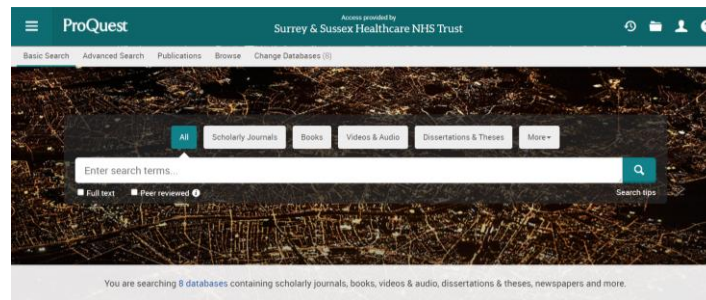 Access provided by
ProQuest
Surrey & Sussex Healthcare NHS Trust
Basic Search Advanced Search Publications Browse Change Databases (8)
All Scholarly Journals Books Videos & Audio Dissertations & Theses More
Enter search terms...
Full text Peer reviewed Search tips
You are searching 8 databases containing scholarly journals, books, videos & audio, dissertations & theses, newspapers and more.